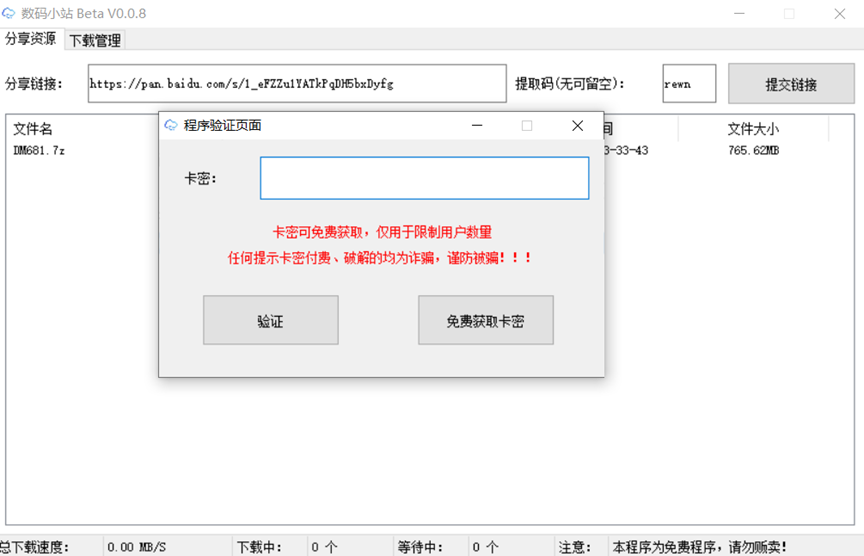 数码小站 Beta V0.0.8
分享资源 下载管理
分享链接： https://pan.baidu.com/s/1_eFZZu1YATkPqDH5bxDyfg 提取码(无可留空)： rewn 提交链接
文件名 间 文件大小
DM681.7z 3-33-43 765.62MB
程序验证页面
卡密：
卡密可免费获取，仅用于限制用户数量
任何提示卡密付费、破解的均为诈骗，谨防被骗！！！
验证 免费获取卡密
总下载速度： 0.00 MB/S 下载中： 0 个 等待中： 0 个 注意： 本程序为免费程序，请勿贩卖！